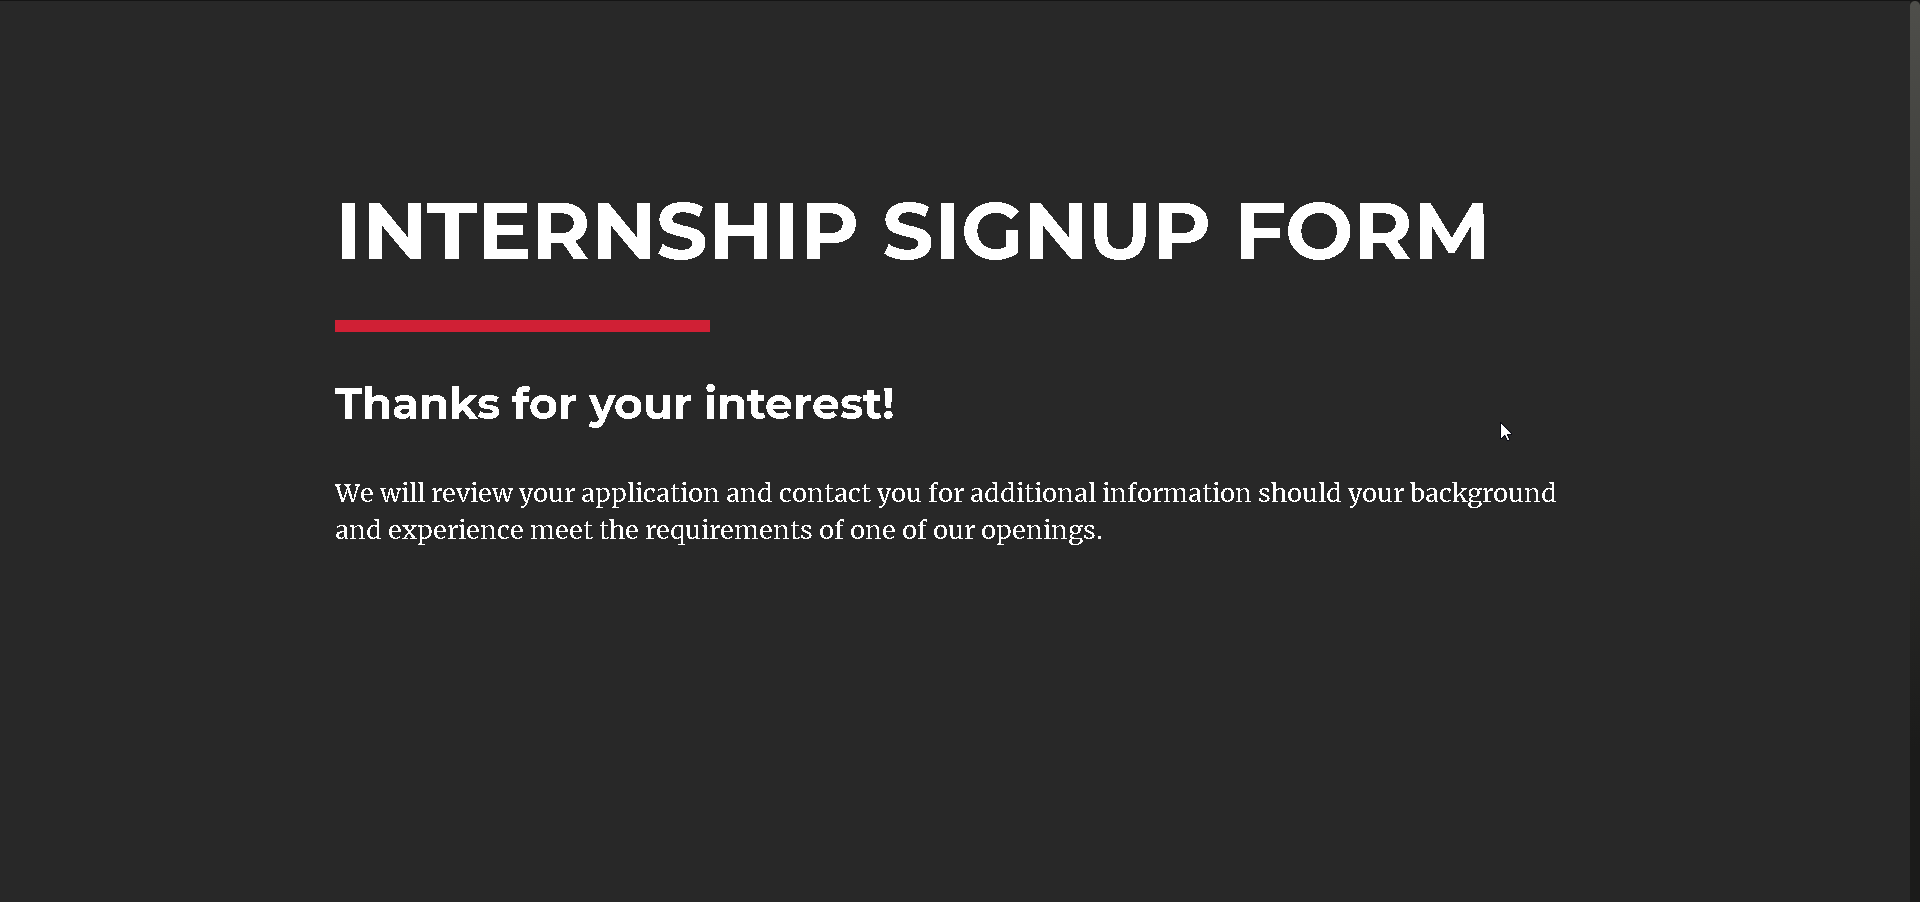 INTERNSHIP SIGNUP FORM
Thanks for your interest!
We will review your application and contact you for additional information should your background
and experience meet the requirements of one of our openings.